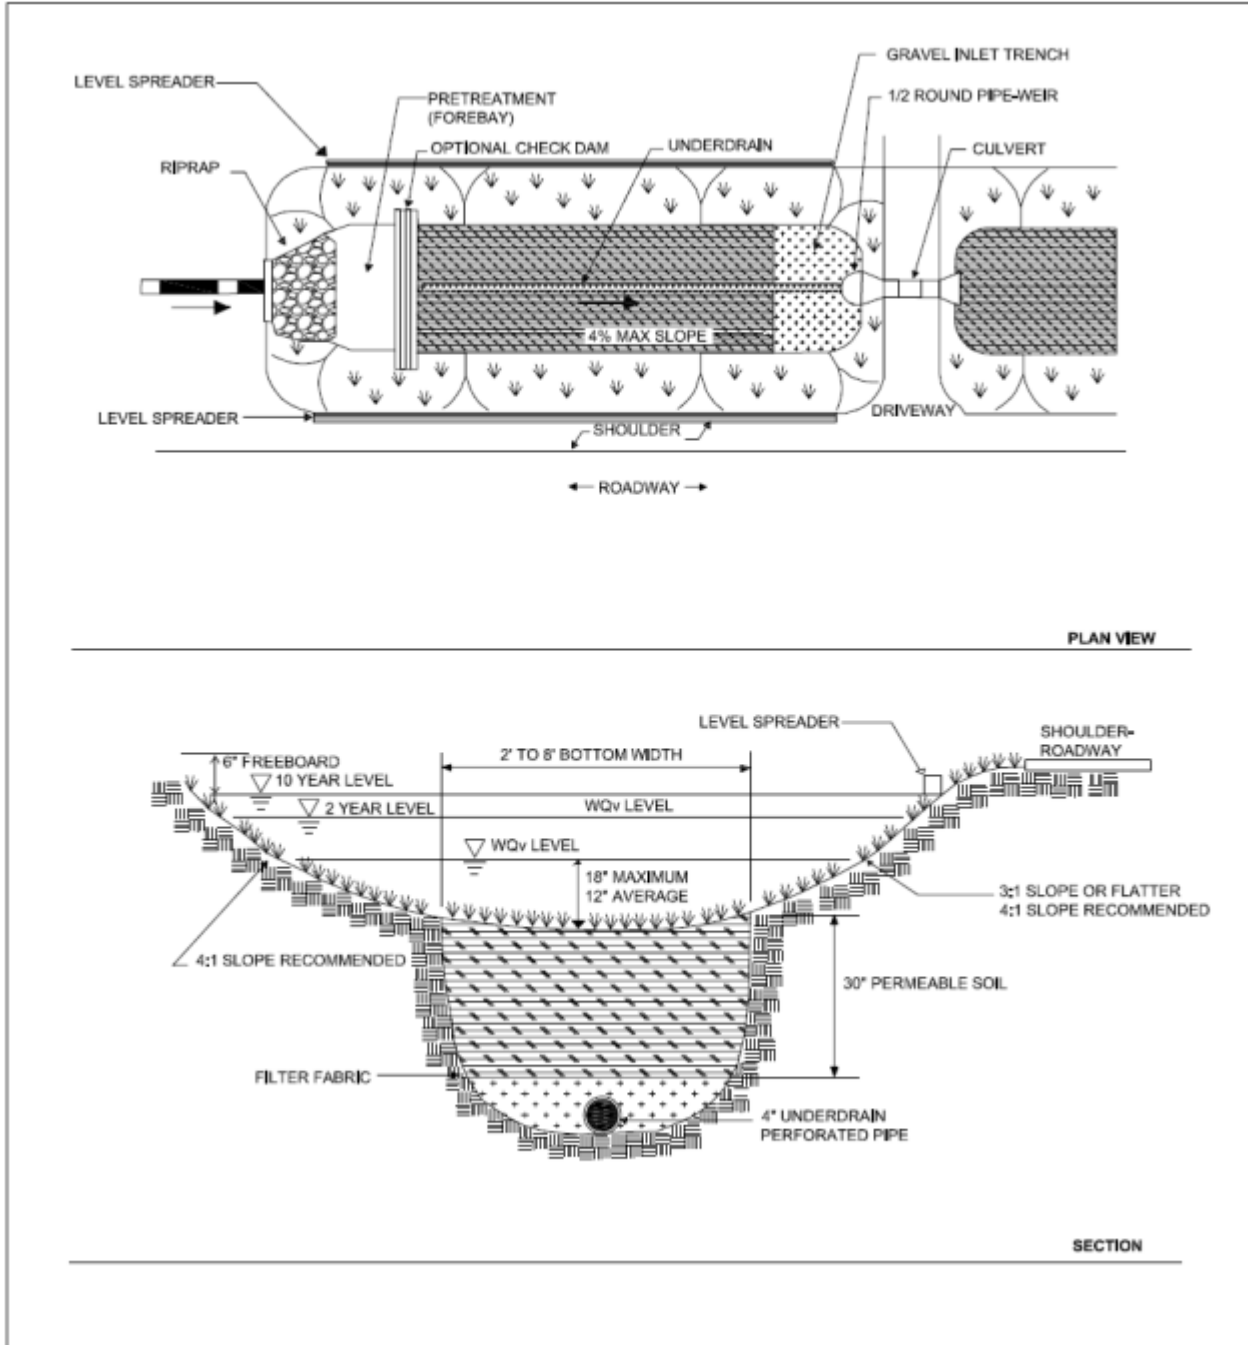 GRAVEL INLET TRENCH
LEVEL SPREADER
PRETREATMENT
(FOREBAY)
1/2 ROUND PIPE-WEIR
OPTIONAL CHECK DAM
UNDERDRAIN
CULVERT
RIPRAP
4% MAX SLOPE
LEVEL SPREADER
SHOULDER
DRIVEWAY
ROADWAY
PLAN VIEW
LEVEL SPREADER
SHOULDER-
ROADWAY
6" FREEBOARD
2' TO 8' BOTTOM WIDTH
10 YEAR LEVEL
2 YEAR LEVEL
WQv LEVEL
WQv LEVEL
18" MAXIMUM
12" AVERAGE
3:1 SLOPE OR FLATTER
4:1 SLOPE RECOMMENDED
4:1 SLOPE RECOMMENDED
30" PERMEABLE SOIL
FILTER FABRIC
4" UNDERDRAIN
PERFORATED PIPE
SECTION